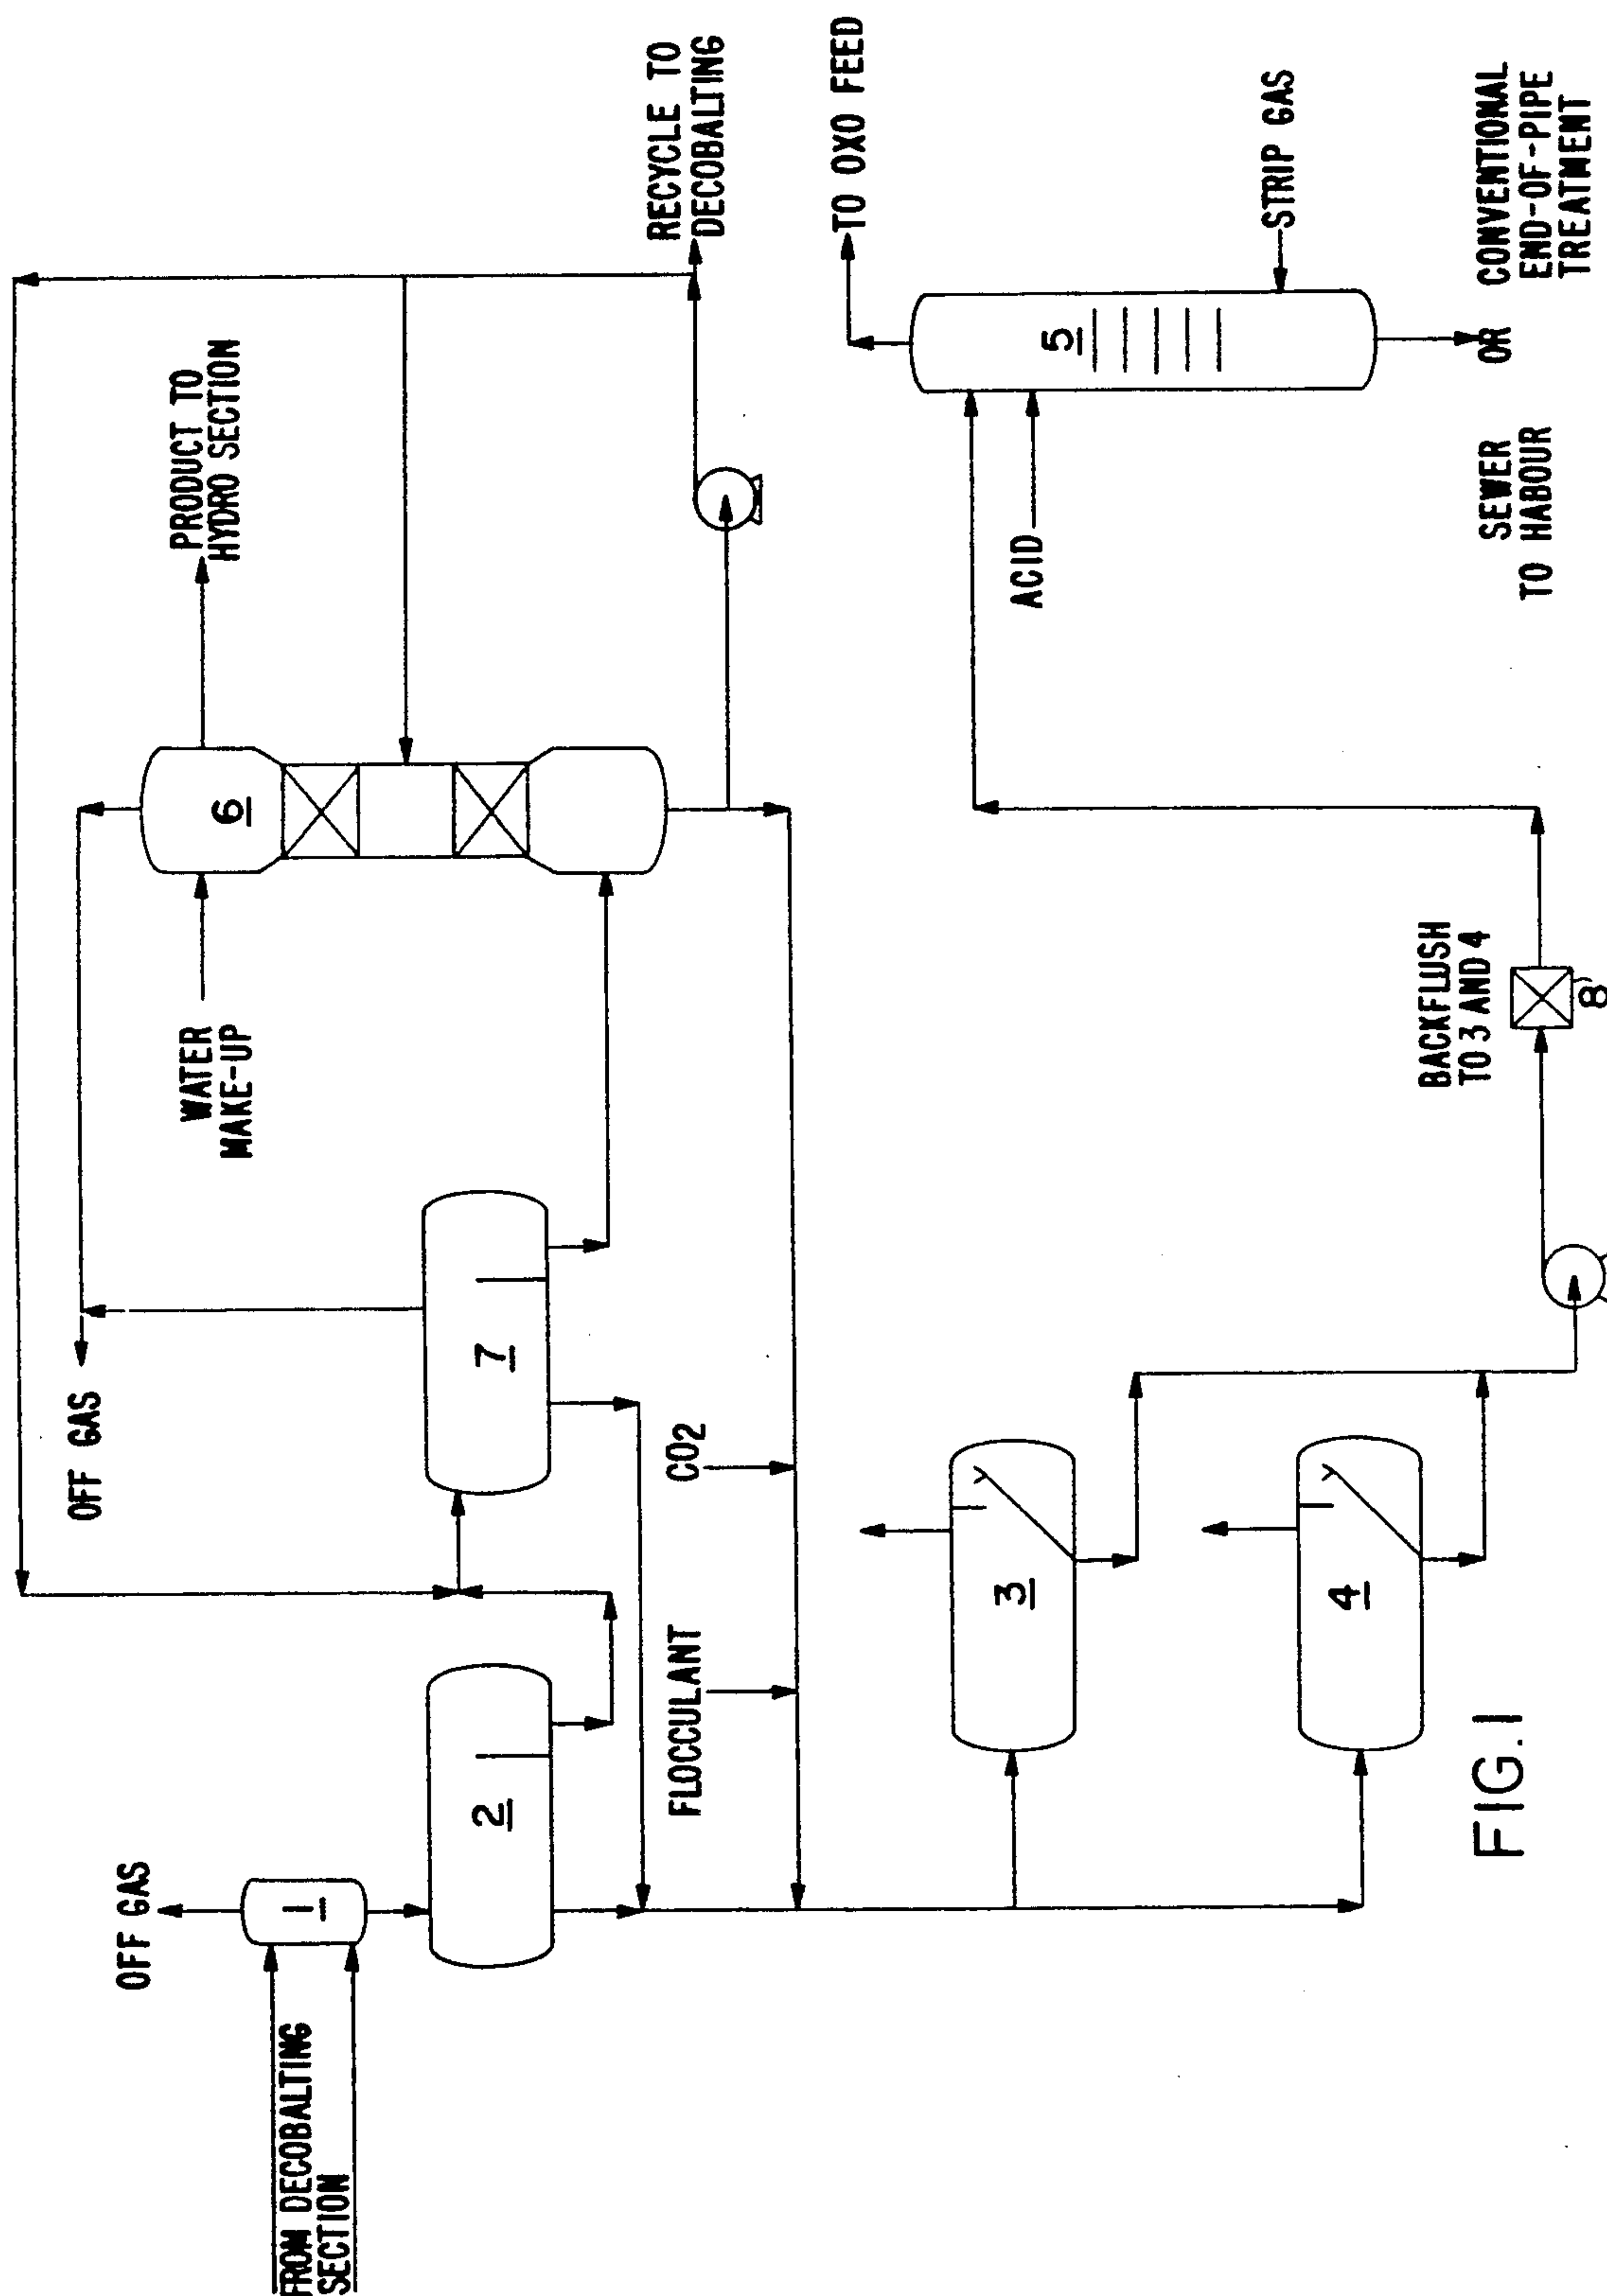 FROM DECOBALTING
SECTION
OFF GAS
1
2
OFF GAS
7
WATER
MAKE-UP
6
PRODUCT TO
HYDRO SECTION
RECYCLE TO
DECOBALTING
FLOCCULANT
CO2
3
4
BACKFLUSH
TO 3 AND 4
8
ACID
5
TO OXO FEED
STRIP GAS
SEWER
TO HABOUR
OR
CONVENTIONAL
END-OF-PIPE
TREATMENT
FIG.1